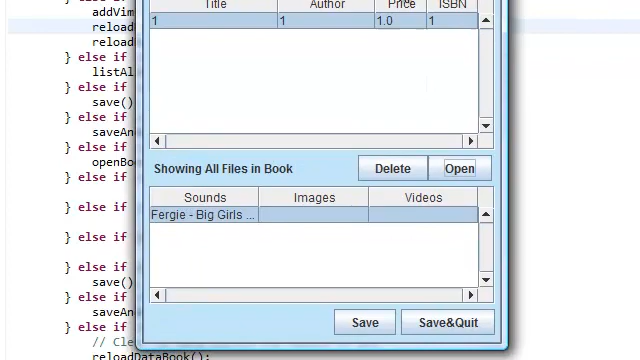 } else if
addVim
reload
reload
} else if
listAl
} else if
save()
} else if
saveAn
} else if
openBo
} else if
} else if
} else if
} else if
save()
} else if
saveAn
} else if
// Cle
reloadDataBook();
Title Author Price ISBN
1 1 1.0 1
Showing All Files in Book Delete Open
Sounds Images Videos
Fergie - Big Girls ...
Save Save&Quit